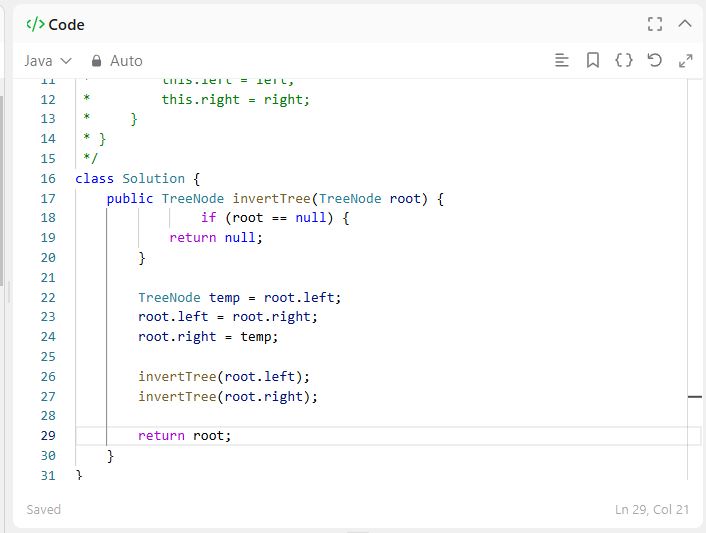 </> Code
Java Auto
11 * this.left = left;
12 * this.right = right;
13 * }
14 * }
15 */
16 class Solution {
17 public TreeNode invertTree(TreeNode root) {
18 if (root == null) {
19 return null;
20 }
21
22 TreeNode temp = root.left;
23 root.left = root.right;
24 root.right = temp;
25
26 invertTree(root.left);
27 invertTree(root.right);
28
29 return root;
30 }
31 }
Saved Ln 29, Col 21